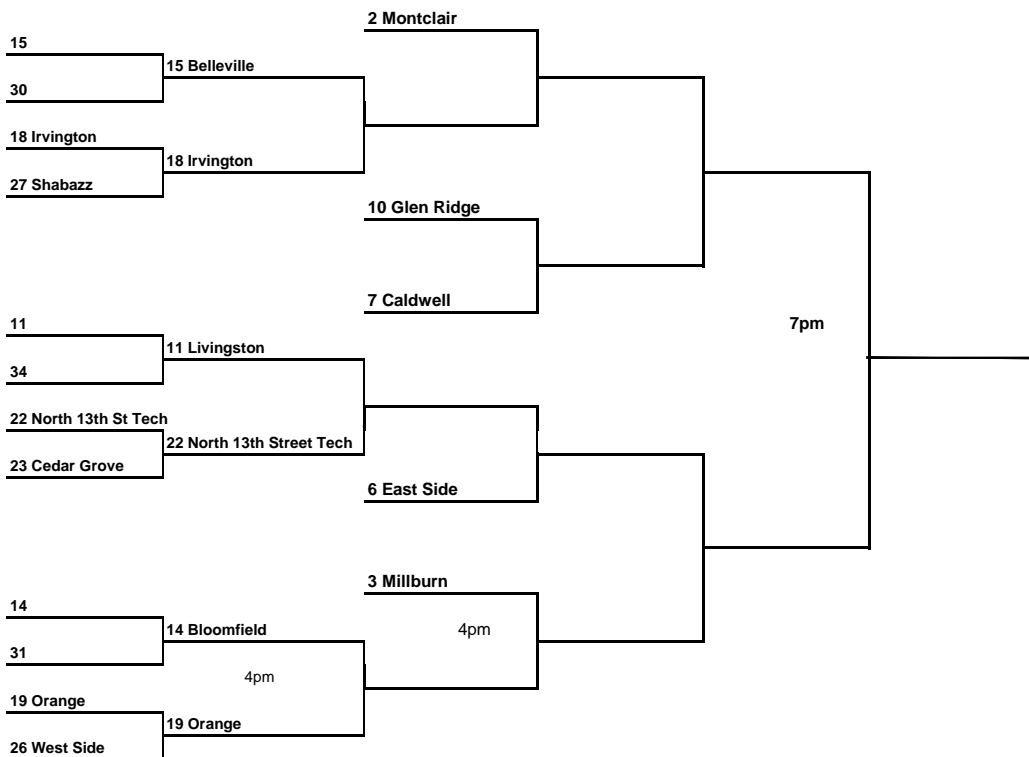 2 Montclair
15
15 Belleville
30
18 Irvington
18 Irvington
27 Shabazz
10 Glen Ridge
7 Caldwell
11
7pm
11 Livingston
34
22 North 13th St Tech
22 North 13th Street Tech
23 Cedar Grove
6 East Side
3 Millburn
14
14 Bloomfield
4pm
31
4pm
19 Orange
19 Orange
26 West Side